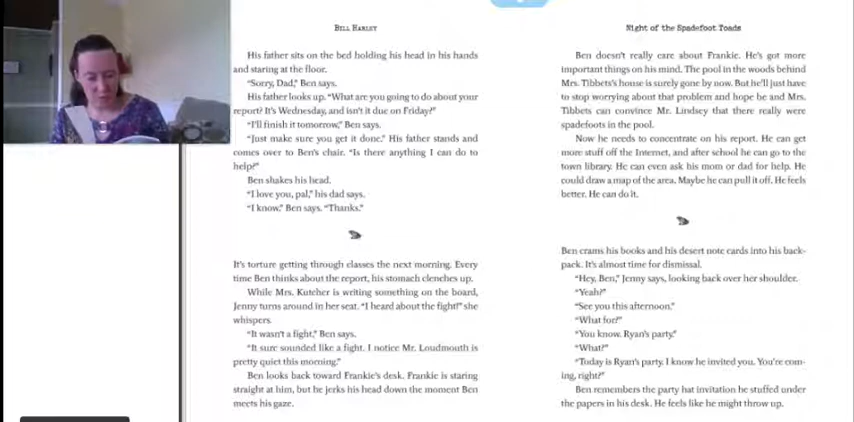 BILL HARLEY
His father sits on the bed holding his head in his hands
and staring at the floor.
"Sorry, Dad," Ben says.
His father looks up. "What are you going to do about your
report? It's Wednesday, and isn't it due on Friday?"
"I'll finish it tomorrow," Ben says.
"Just make sure you get it done." His father stands and
comes over to Ben's chair. "Is there anything I can do to
help?"
Ben shakes his head.
"I love you, pal," his dad says.
"I know," Ben says. "Thanks."
It's torture getting through classes the next morning. Every
time Ben thinks about the report, his stomach clenches up.
While Mrs. Kutcher is writing something on the board,
Jenny turns around in her seat. "I heard about the fight!" she
whispers.
"It wasn't a fight," Ben says.
"It sure sounded like a fight. I notice Mr. Loudmouth is
pretty quiet this morning."
Ben looks back toward Frankie's desk. Frankie is staring
straight at him, but he jerks his head down the moment Ben
meets his gaze.
Night of the Spadefoot Toads
Ben doesn't really care about Frankie. He's got more
important things on his mind. The pool in the woods behind
Mrs. Tibbets's house is surely gone by now. But he'll just have
to stop worrying about that problem and hope he and Mrs.
Tibbets can convince Mr. Lindsey that there really were
spadefoots in the pool.
Now he needs to concentrate on his report. He can get
more stuff off the Internet, and after school he can go to the
town library. He can even ask his mom or dad for help. He
could draw a map of the area. Maybe he can pull it off. He feels
better. He can do it.
Ben crams his books and his desert note cards into his back-
pack. It's almost time for dismissal.
"Hey, Ben," Jenny says, looking back over her shoulder.
"Yeah?"
"See you this afternoon."
"What for?"
"You know. Ryan's party."
"What?"
"Today is Ryan's party. I know he invited you. You're com-
ing, right?"
Ben remembers the party hat invitation he stuffed under
the papers in his desk. He feels like he might throw up.